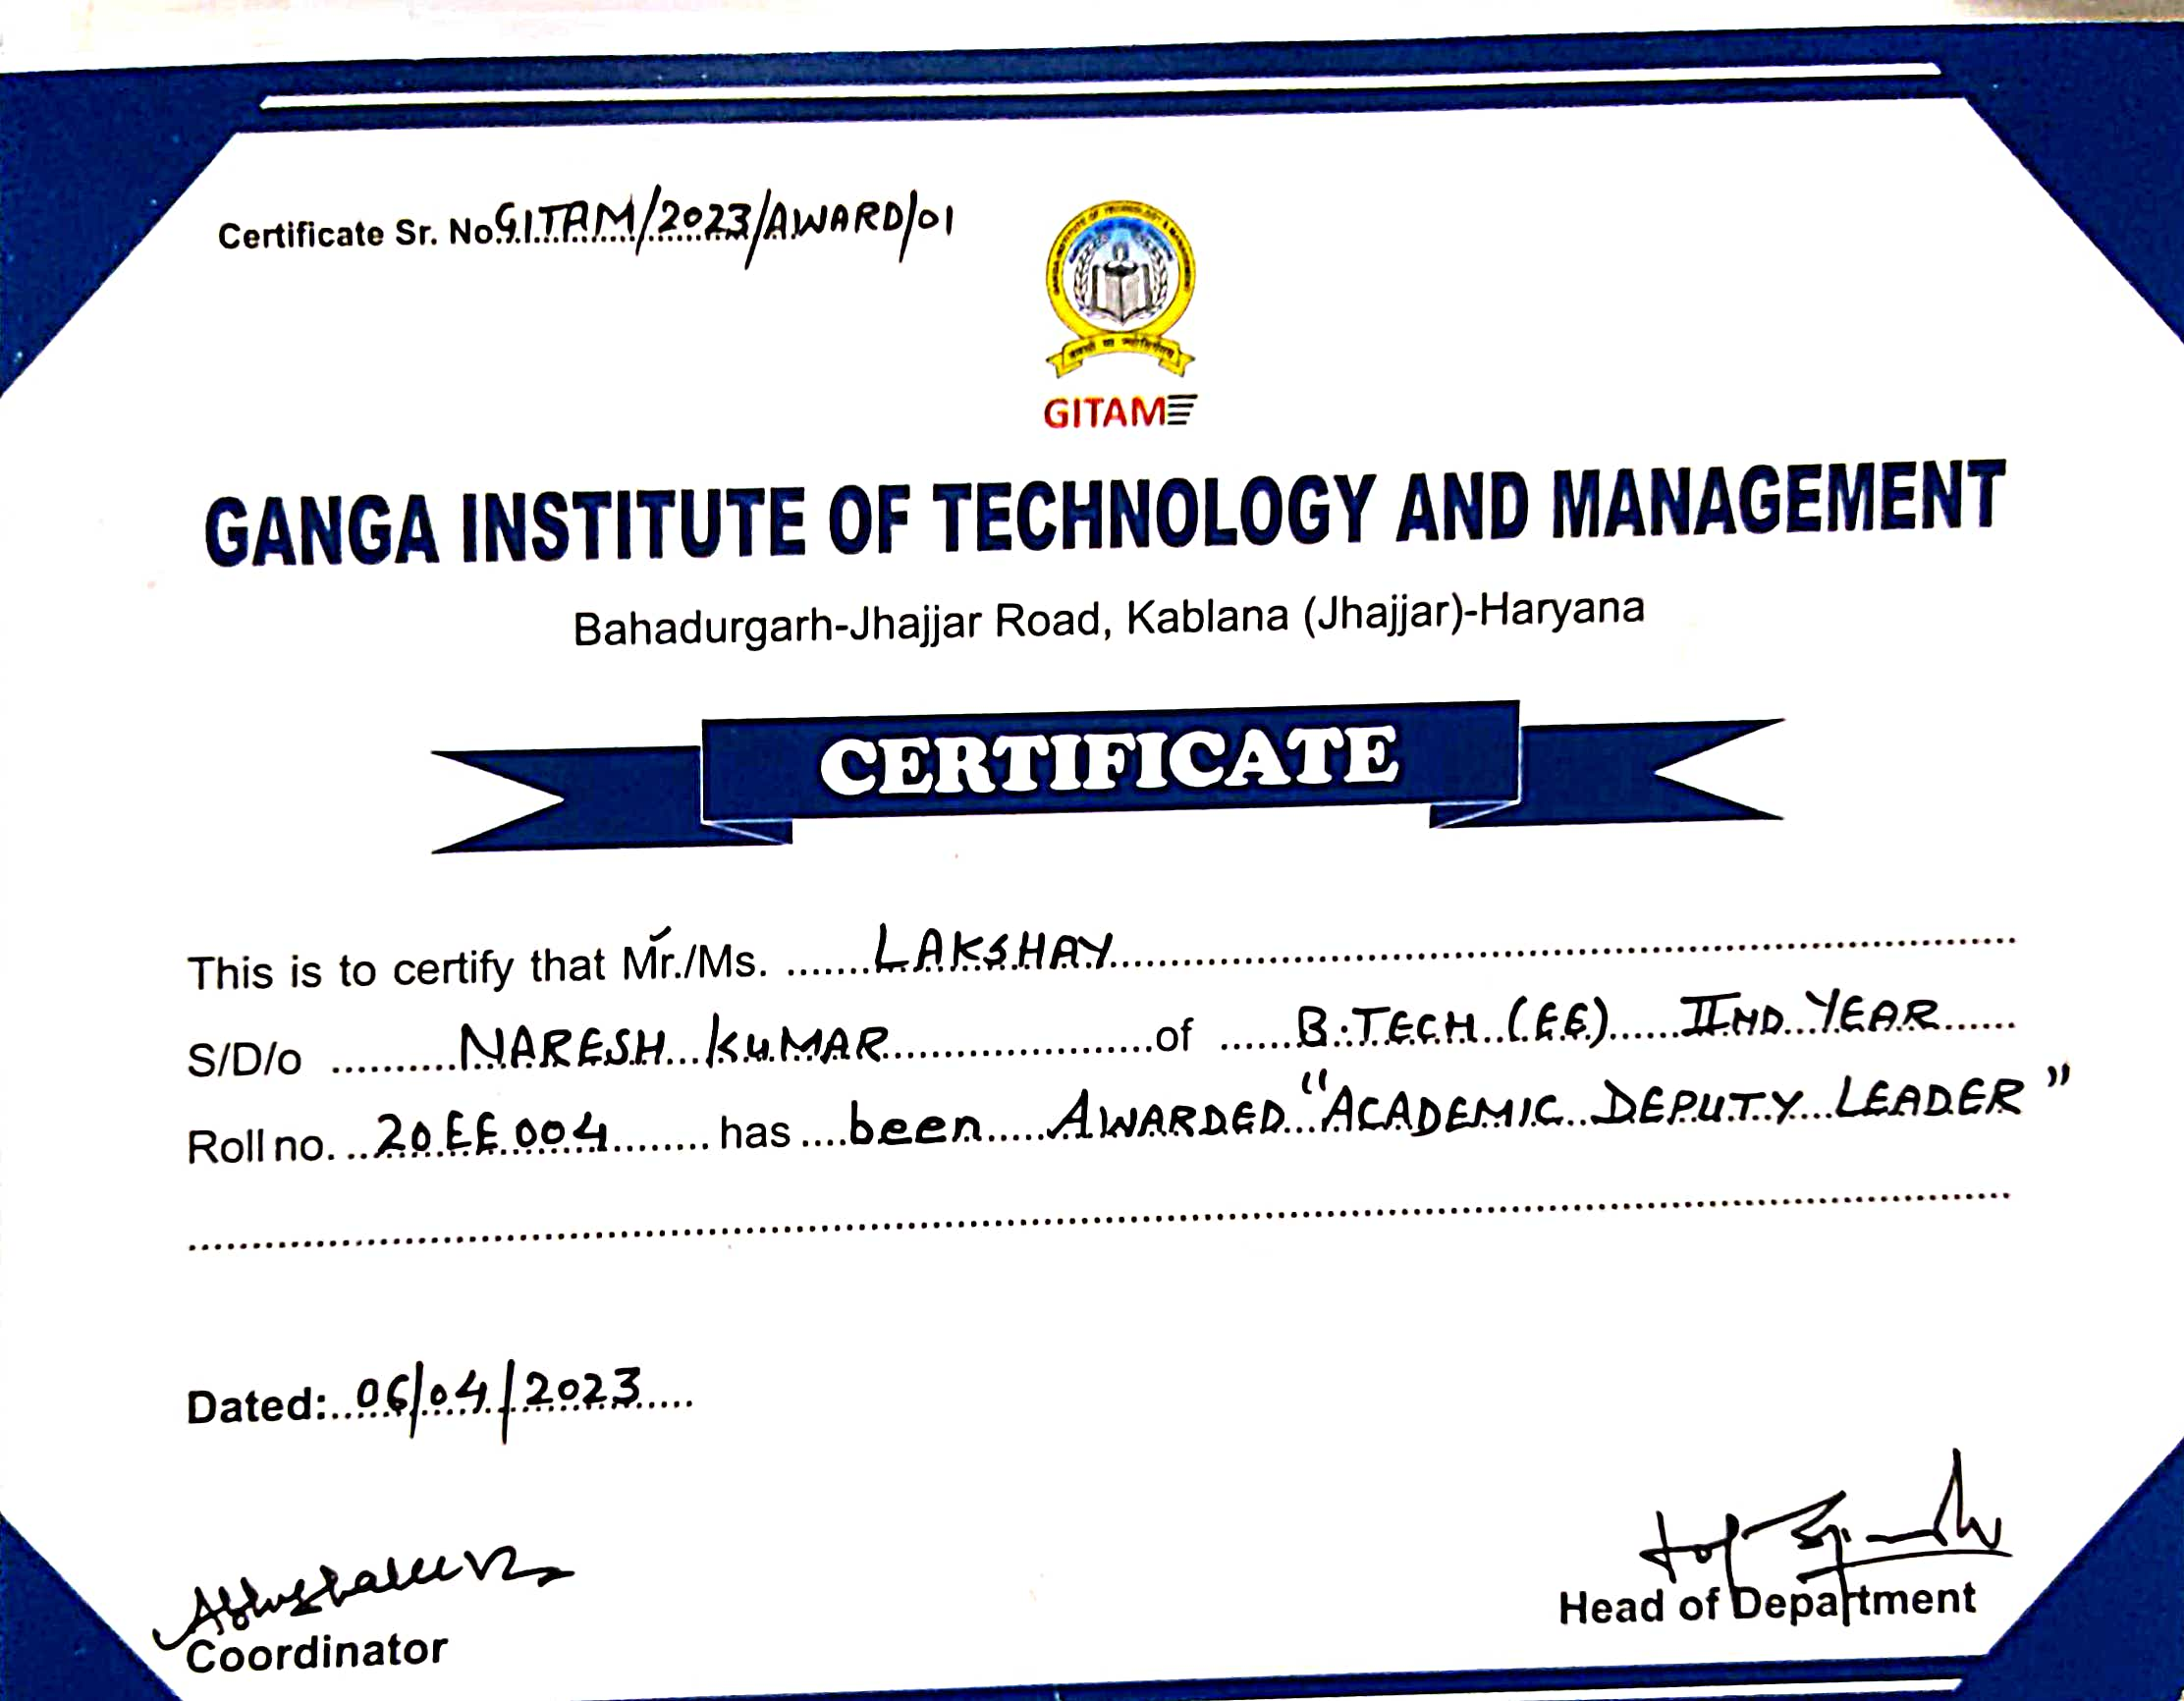 Certificate Sr. No. GITAM/2023/AWARD/01
GITAM
GANGA INSTITUTE OF TECHNOLOGY AND MANAGEMENT
Bahadurgarh-Jhajjar Road, Kablana (Jhajjar)-Haryana
CERTIFICATE
This is to certify that Mr./Ms. LAKSHAY
S/D/o NARESH KUMAR of B.TECH (EE) IIND YEAR
Roll no. 20EE004 has been AWARDED "ACADEMIC DEPUTY LEADER"
Dated: 06/04/2023
Head of Department
Coordinator